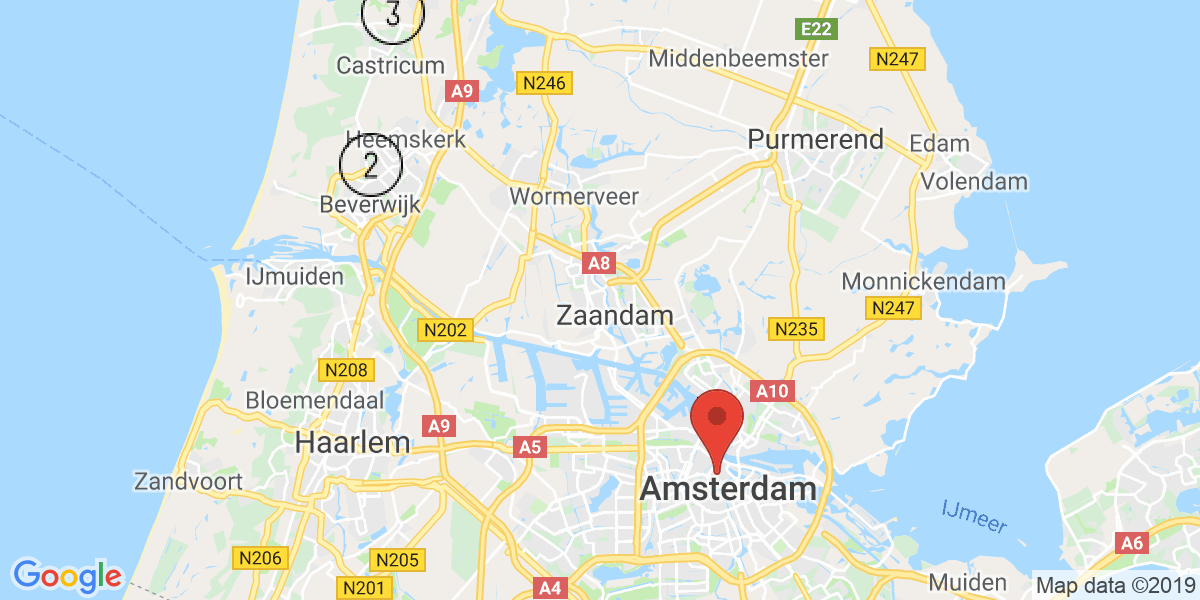 3
Castricum
E22
Middenbeemster
N247
N246
A9
Heemskerk
Purmerend
Edam
2
Volendam
Wormerveer
Beverwijk
A8
IJmuiden
Monnickendam
N247
Zaandam
N202
N235
N208
A10
Bloemendaal
A9
Haarlem
A5
Zandvoort
Amsterdam
IJmeer
A6
N206
N205
Google
N201
A4
Muiden
Map data ©2019